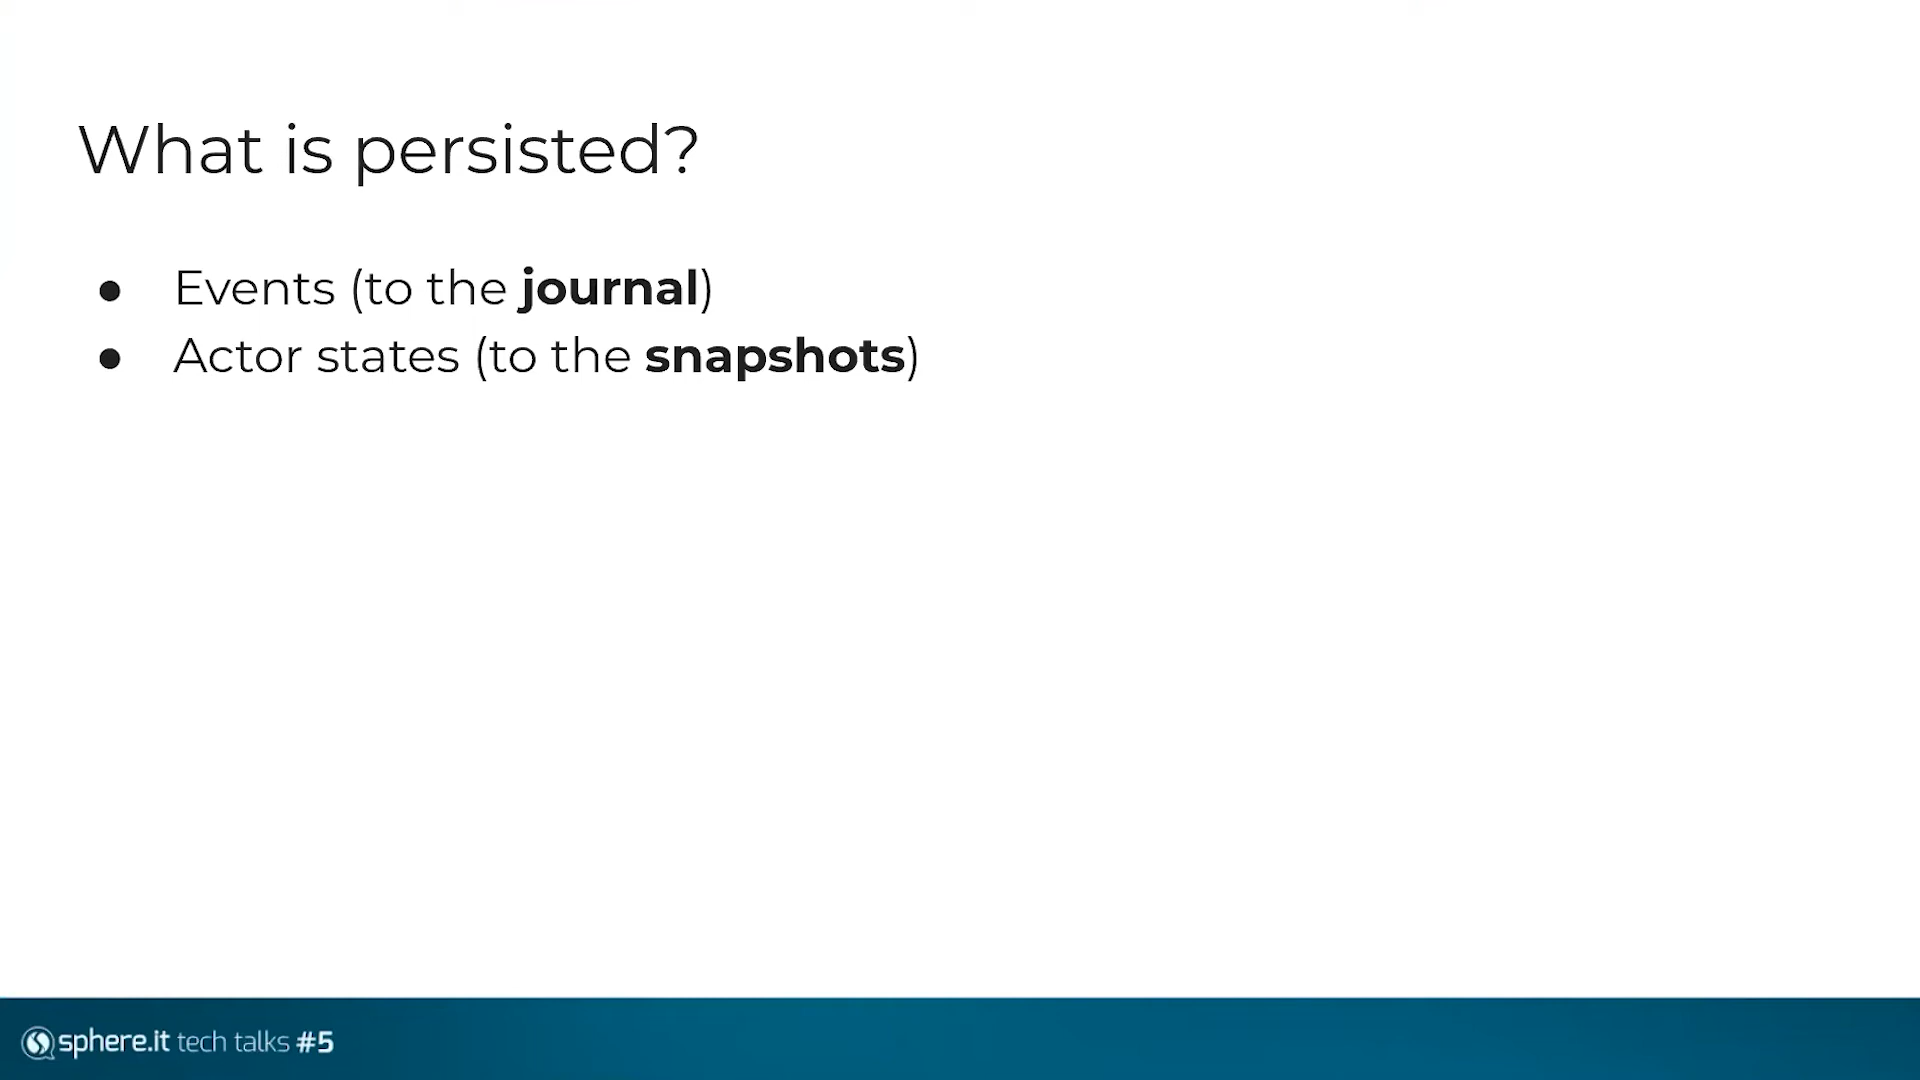 What is persisted?
● Events (to the journal)
● Actor states (to the snapshots)
sphere.it tech talks #5